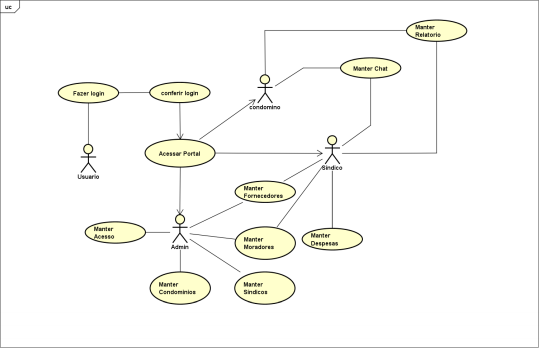 uc
Manter
Relatorio
Manter Chat
Fazer login
conferir login
condomino
Acessar Portal
Usuario
Sindico
Manter
Fornecedores
Manter
Acesso
Admin
Manter
Moradores
Manter
Despesas
Manter
Condominios
Manter
Sindicos